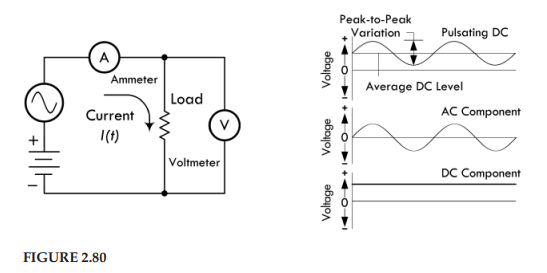 A
Ammeter
Current
I(t)
Load
V
Voltmeter
+
−
Peak-to-Peak
Variation
Pulsating DC
+
Voltage
0
−
Average DC Level
AC Component
+
Voltage
0
−
DC Component
+
Voltage
0
−
FIGURE 2.80